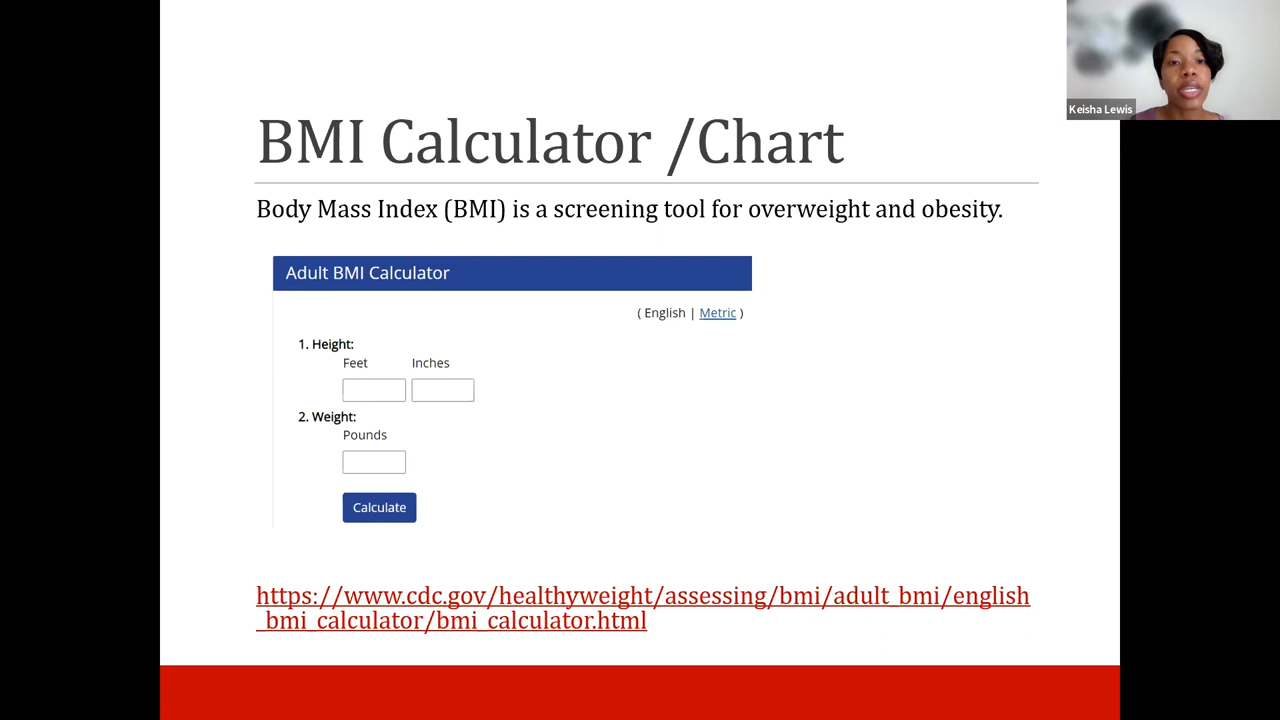 BMI Calculator /Chart
Keisha Lewis
Body Mass Index (BMI) is a screening tool for overweight and obesity.
Adult BMI Calculator
( English | Metric )
1. Height:
Feet Inches
2. Weight:
Pounds
Calculate
https://www.cdc.gov/healthyweight/assessing/bmi/adult_bmi/english
_bmi_calculator/bmi_calculator.html